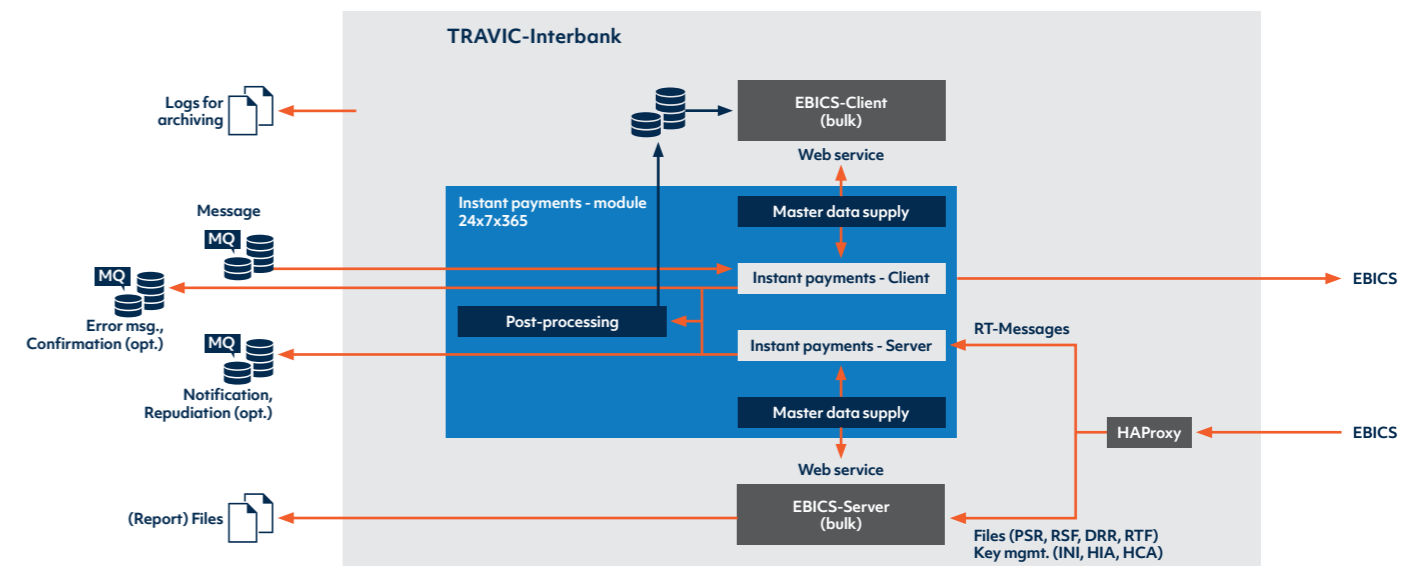 TRAVIC-Interbank
Logs for
archiving
EBICS-Client
(bulk)
Web service
Instant payments - module
24x7x365
Master data supply
Message
MQ
Instant payments - Client
EBICS
MQ
Error msg.,
Confirmation (opt.)
Post-processing
RT-Messages
MQ
Instant payments - Server
Notification,
Repudiation (opt.)
Master data supply
HAProxy
EBICS
Web service
(Report) Files
EBICS-Server
(bulk)
Files (PSR, RSF, DRR, RTF)
Key mgmt. (INI, HIA, HCA)